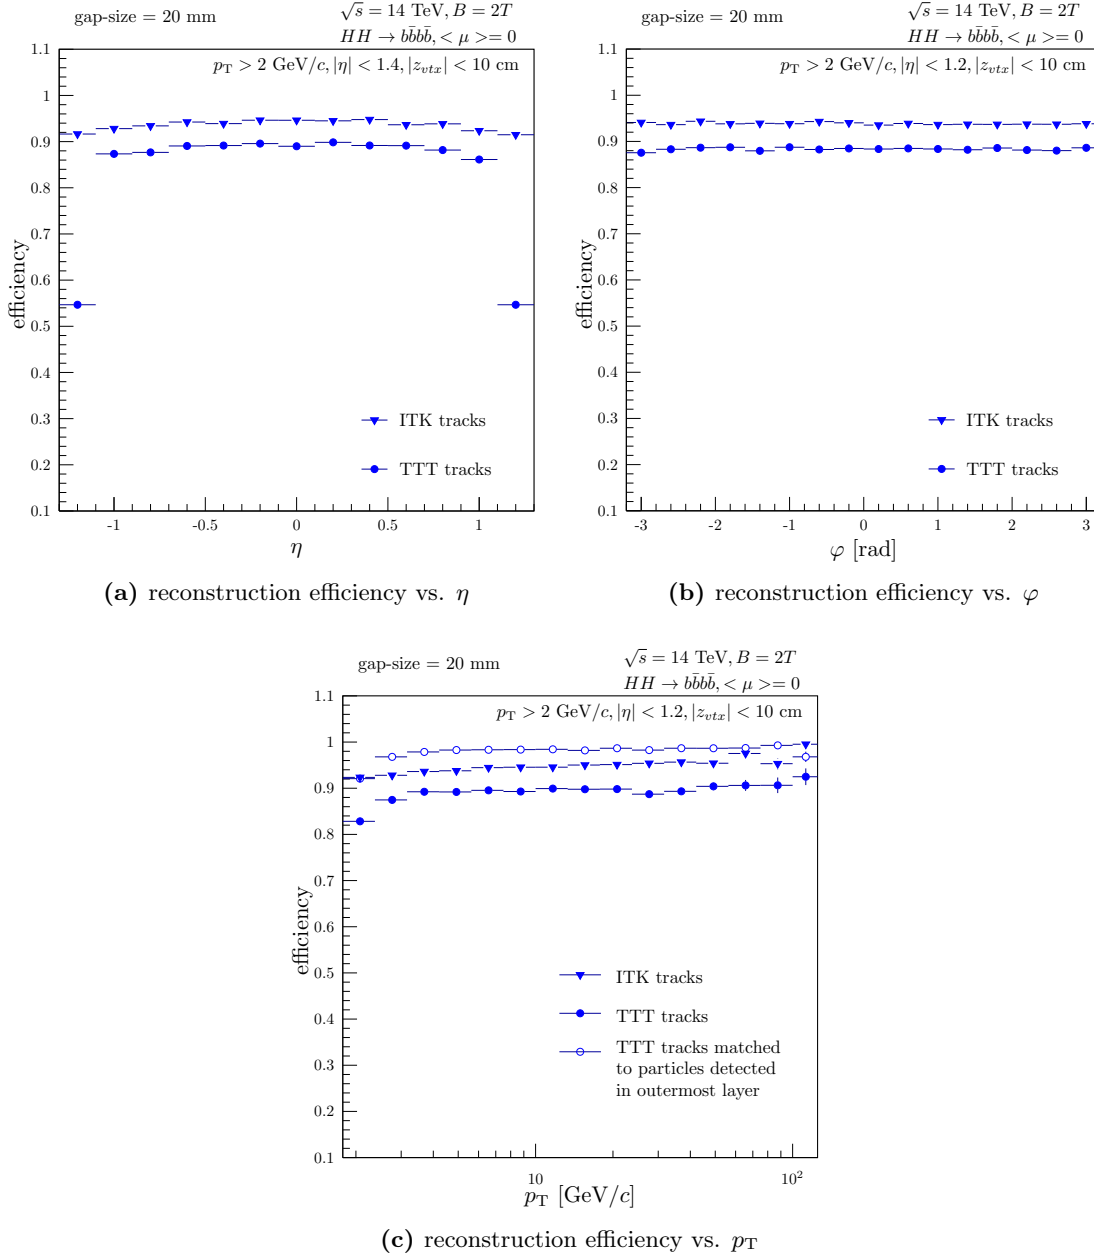 gap-size = 20 mm
√s = 14 TeV, B = 2T
HH → bb̄bb̄, < μ >= 0
pT > 2 GeV/c, |η| < 1.4, |zvtx| < 10 cm
1.1
1
0.9
0.8
0.7
0.6
0.5
0.4
0.3
0.2
0.1
efficiency
ITK tracks
TTT tracks
-1
-0.5
0
0.5
1
η
(a) reconstruction efficiency vs. η
gap-size = 20 mm
√s = 14 TeV, B = 2T
HH → bb̄bb̄, < μ >= 0
pT > 2 GeV/c, |η| < 1.2, |zvtx| < 10 cm
1.1
1
0.9
0.8
0.7
0.6
0.5
0.4
0.3
0.2
0.1
efficiency
ITK tracks
TTT tracks
-3
-2
-1
0
1
2
3
φ [rad]
(b) reconstruction efficiency vs. φ
gap-size = 20 mm
√s = 14 TeV, B = 2T
HH → bb̄bb̄, < μ >= 0
pT > 2 GeV/c, |η| < 1.2, |zvtx| < 10 cm
1.1
1
0.9
0.8
0.7
0.6
0.5
0.4
0.3
0.2
0.1
efficiency
ITK tracks
TTT tracks
TTT tracks matched
to particles detected
in outermost layer
10
10²
pT [GeV/c]
(c) reconstruction efficiency vs. pT